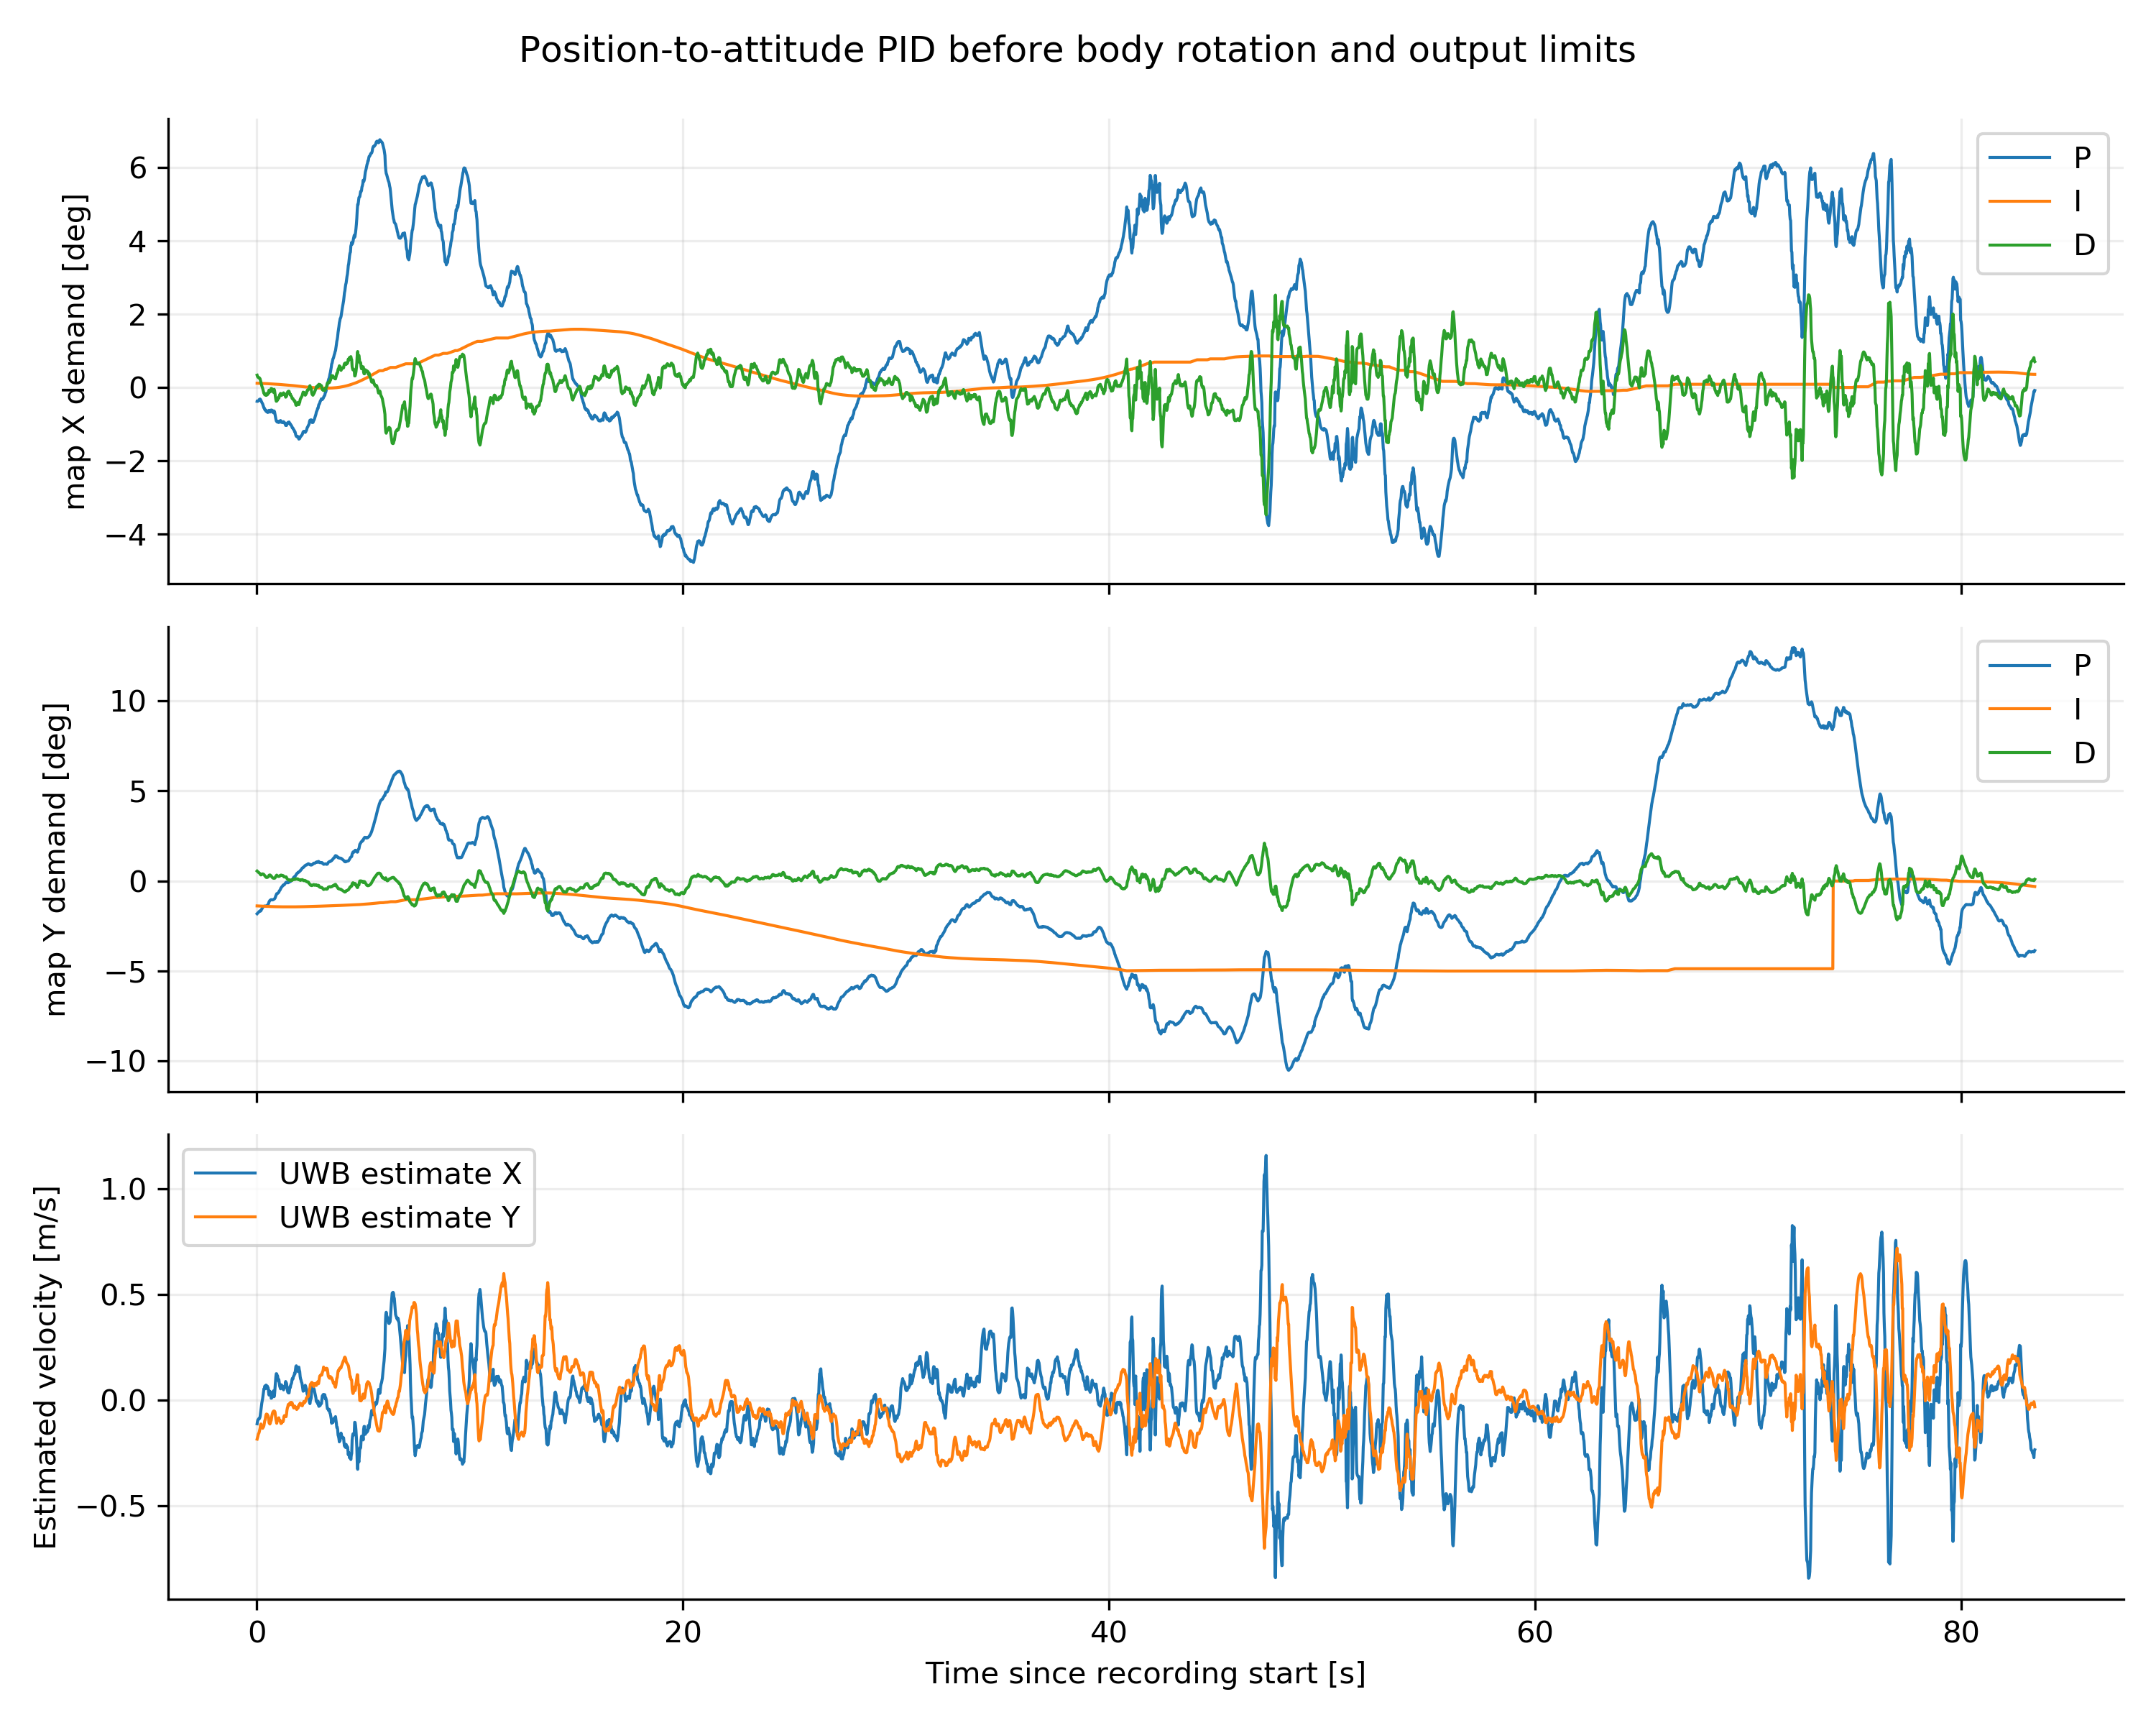 Position-to-attitude PID before body rotation and output limits
map X demand [deg]
6
4
2
0
−2
−4
P
I
D
map Y demand [deg]
10
5
0
−5
−10
P
I
D
Estimated velocity [m/s]
1.0
0.5
0.0
−0.5
UWB estimate X
UWB estimate Y
0 20 40 60 80
Time since recording start [s]